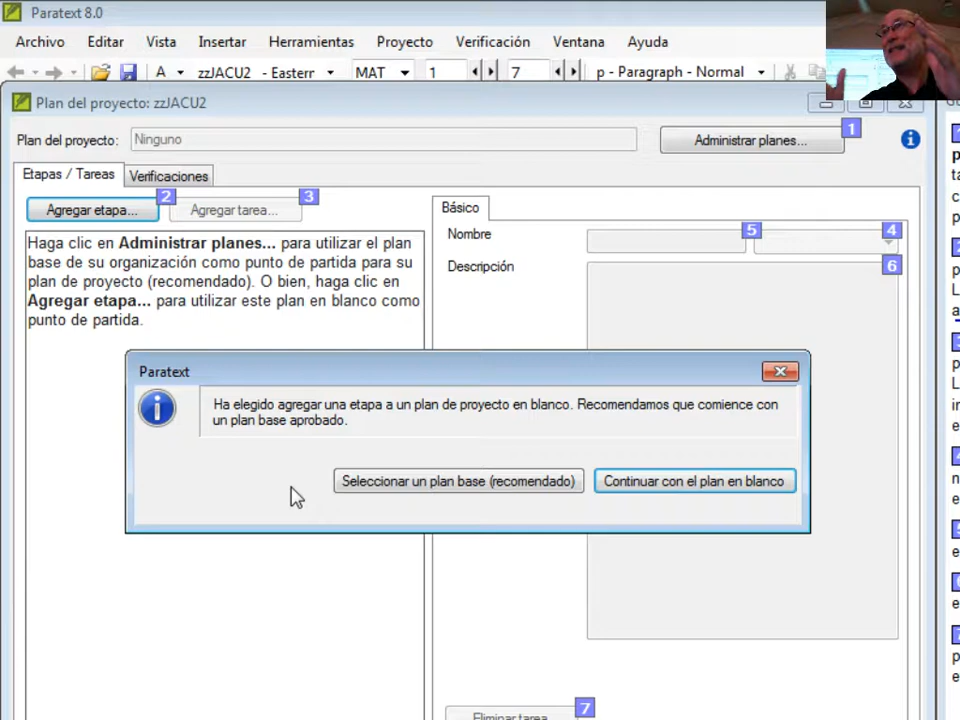 Paratext 8.0
Archivo Editar Vista Insertar Herramientas Proyecto Verificación Ventana Ayuda
A zzJACU2 - Easterr MAT 1 7 p - Paragraph - Normal
Plan del proyecto: zzJACU2
Plan del proyecto: Ninguno Administrar planes... 1
Etapas / Tareas Verificaciones
Agregar etapa... 2 Agregar tarea... 3 Básico
Haga clic en Administrar planes... para utilizar el plan
base de su organización como punto de partida para su
plan de proyecto (recomendado). O bien, haga clic en
Agregar etapa... para utilizar este plan en blanco como
punto de partida.
Nombre 5 4
Descripción 6
Paratext
Ha elegido agregar una etapa a un plan de proyecto en blanco. Recomendamos que comience con
un plan base aprobado.
Seleccionar un plan base (recomendado) Continuar con el plan en blanco
Eliminar tarea 7